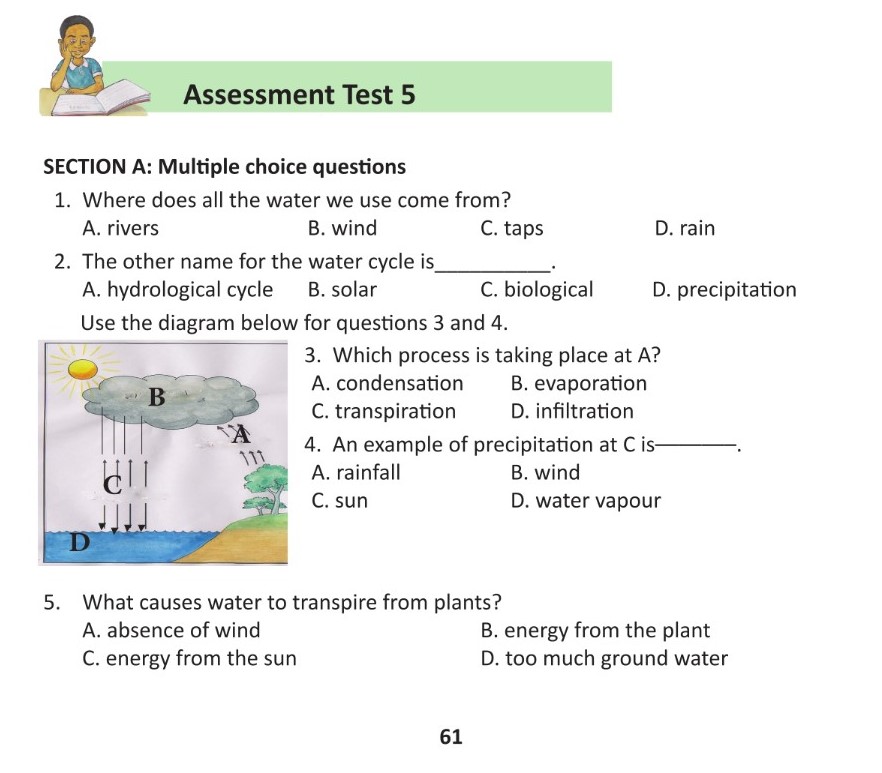 Assessment Test 5
SECTION A: Multiple choice questions
1. Where does all the water we use come from?
A. rivers B. wind C. taps D. rain
2. The other name for the water cycle is___________.
A. hydrological cycle B. solar C. biological D. precipitation
Use the diagram below for questions 3 and 4.
B
A
C
D
3. Which process is taking place at A?
A. condensation B. evaporation
C. transpiration D. infiltration
4. An example of precipitation at C is————.
A. rainfall B. wind
C. sun D. water vapour
5. What causes water to transpire from plants?
A. absence of wind B. energy from the plant
C. energy from the sun D. too much ground water
61